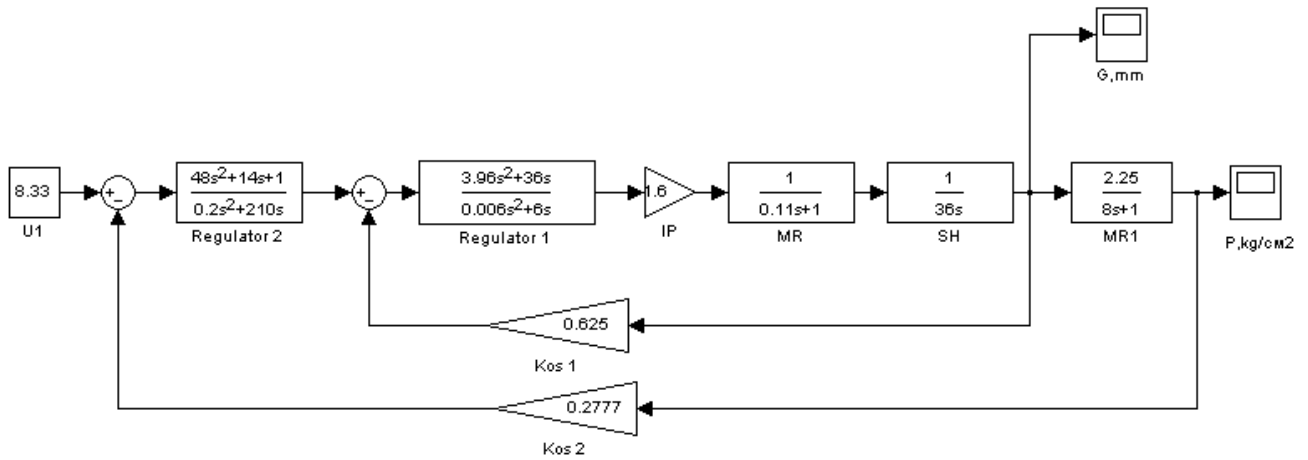 G,mm
8.33
U1
+
−
48s²+14s+1
0.2s²+210s
Regulator 2
+
−
3.96s²+36s
0.006s²+6s
Regulator 1
1.6
IP
1
0.11s+1
MR
1
36s
SH
2.25
8s+1
MR1
P,kg/см2
0.625
Kos 1
0.2777
Kos 2